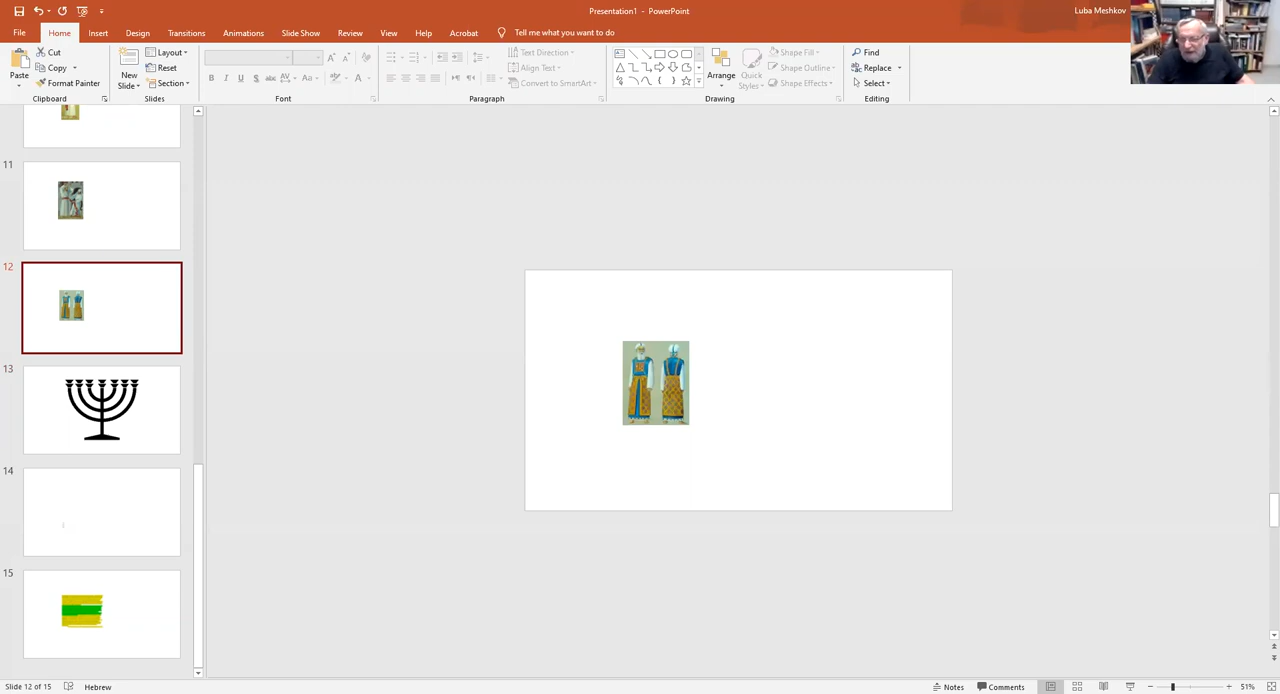 Presentation1 - PowerPoint
Luba Meshkov
File Home Insert Design Transitions Animations Slide Show Review View Help Acrobat Tell me what you want to do
Paste
Cut
Copy
Format Painter
Clipboard
New Slide
Layout
Reset
Section
Slides
B I U S abc AV Aa A
Font
Paragraph
Text Direction
Align Text
Convert to SmartArt
Arrange
Quick Styles
Shape Fill
Shape Outline
Shape Effects
Drawing
Find
Replace
Select
Editing
11
12
13
14
15
Slide 12 of 15 Hebrew Notes Comments 51%